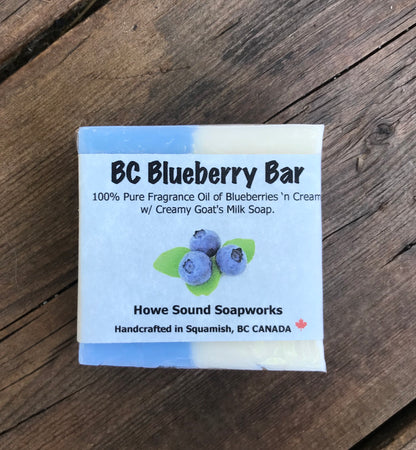 BC Blueberry Bar
100% Pure Fragrance Oil of Blueberries 'n Cream
w/ Creamy Goat's Milk Soap.
Howe Sound Soapworks
Handcrafted in Squamish, BC CANADA